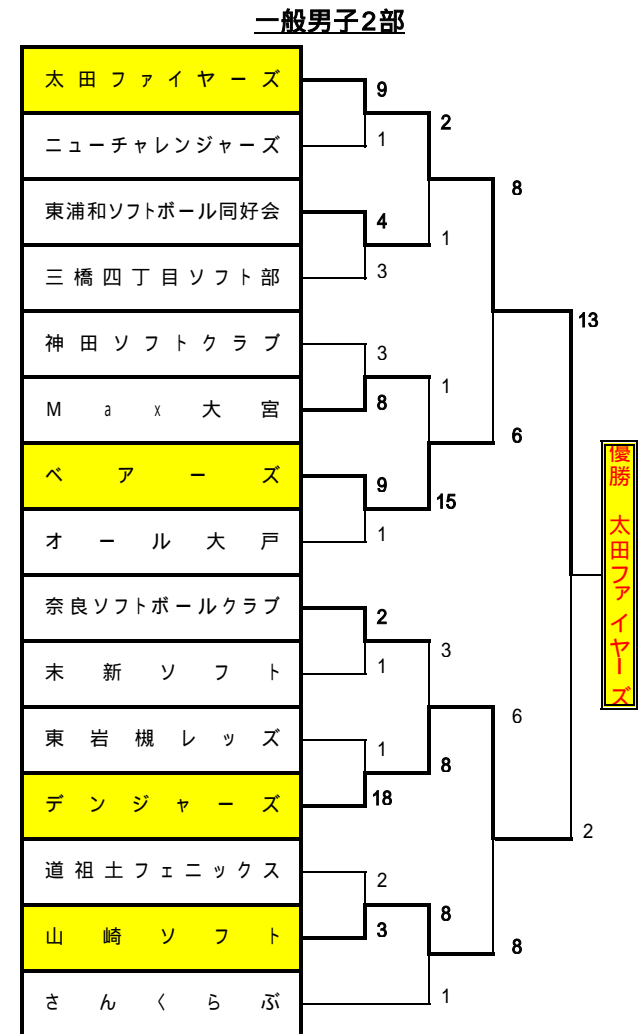 一般男子2部
太田ファイヤーズ
9
2
ニューチャレンジャーズ
1
8
東浦和ソフトボール同好会
4
1
三橋四丁目ソフト部
3
13
神田ソフトクラブ
3
1
Max大宮
8
6
ベアーズ
9
15
オール大戸
1
優勝 太田ファイヤーズ
奈良ソフトボールクラブ
2
3
末新ソフト
1
6
東岩槻レッズ
1
8
デンジャーズ
18
2
道祖土フェニックス
2
8
山崎ソフト
3
8
さんくらぶ
1